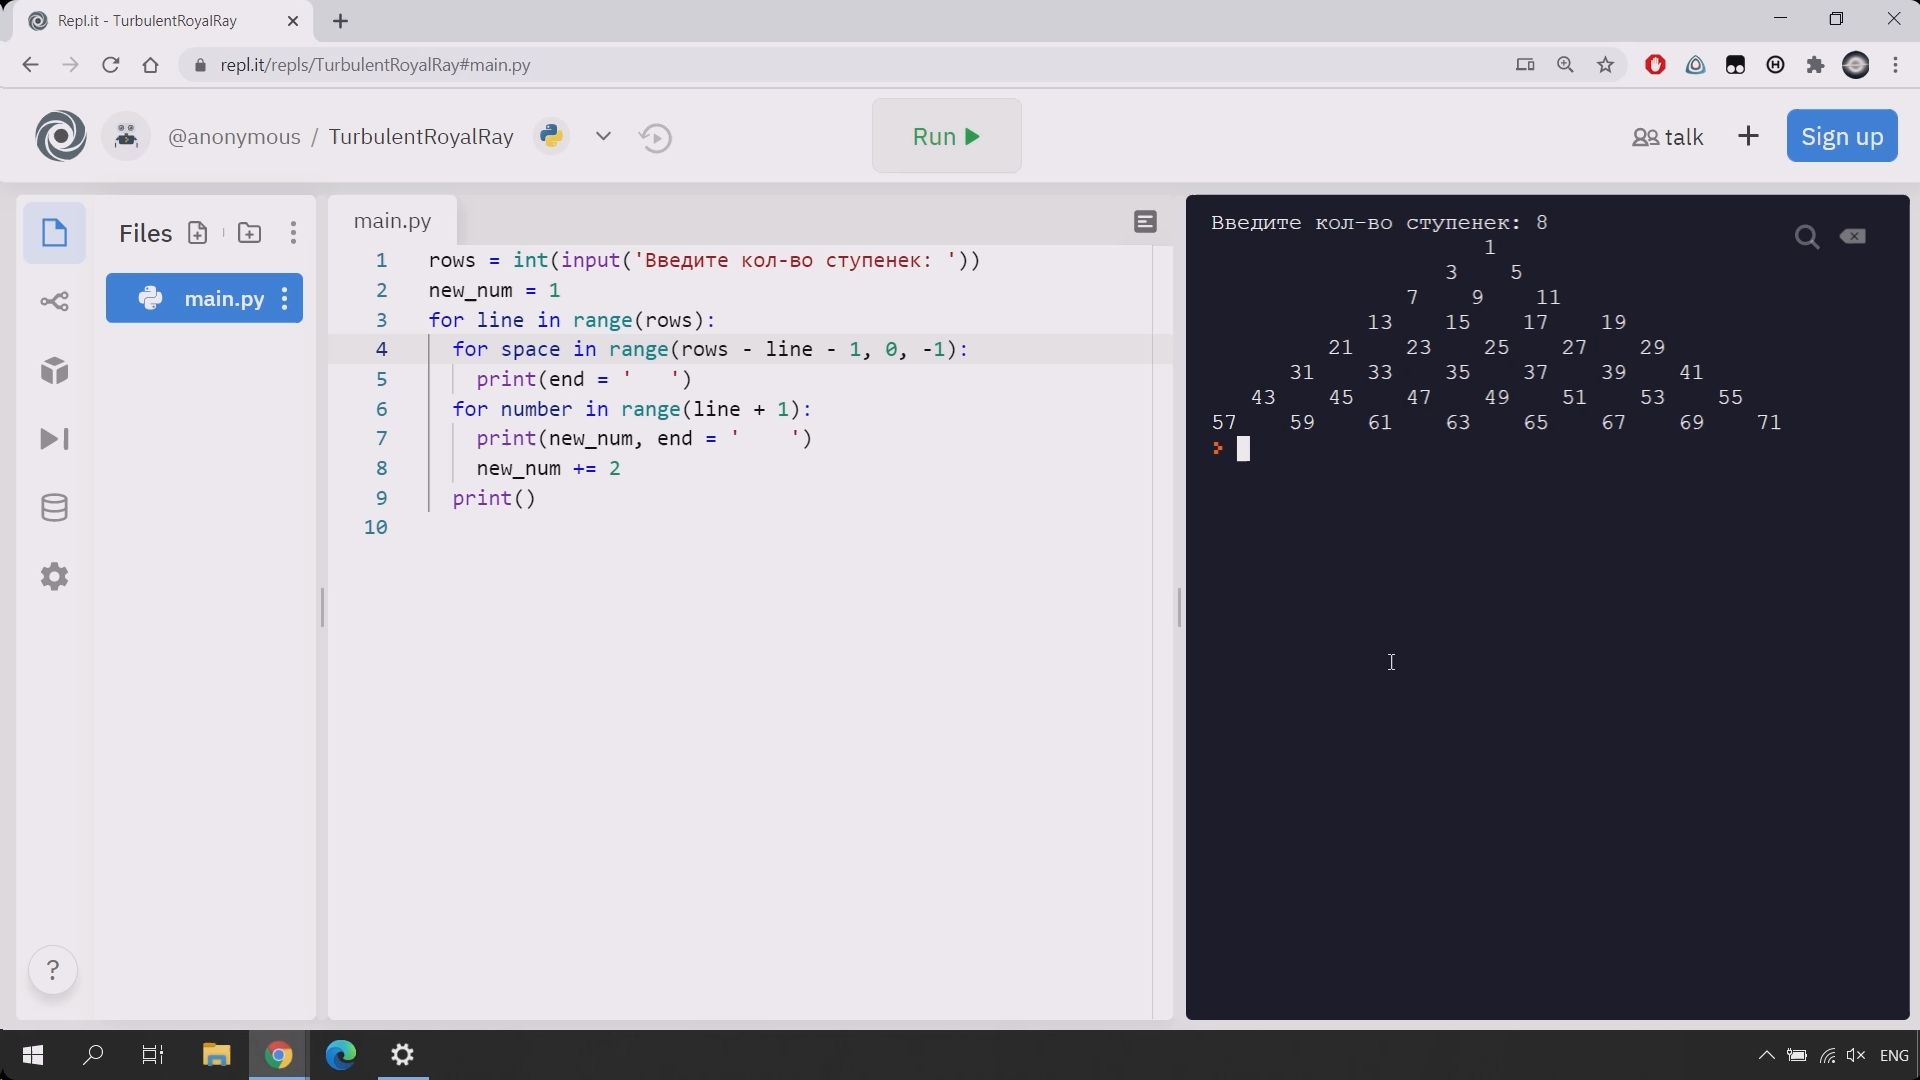 Repl.it - TurbulentRoyalRay
repl.it/repls/TurbulentRoyalRay#main.py
@anonymous / TurbulentRoyalRay
Run
talk
Sign up
Files
main.py
main.py
1 rows = int(input('Введите кол-во ступенек: '))
2 new_num = 1
3 for line in range(rows):
4   for space in range(rows - line - 1, 0, -1):
5     print(end = '   ')
6   for number in range(line + 1):
7     print(new_num, end = '    ')
8     new_num += 2
9   print()
10
Введите кол-во ступенек: 8
1
3 5
7 9 11
13 15 17 19
21 23 25 27 29
31 33 35 37 39 41
43 45 47 49 51 53 55
57 59 61 63 65 67 69 71
?
ENG